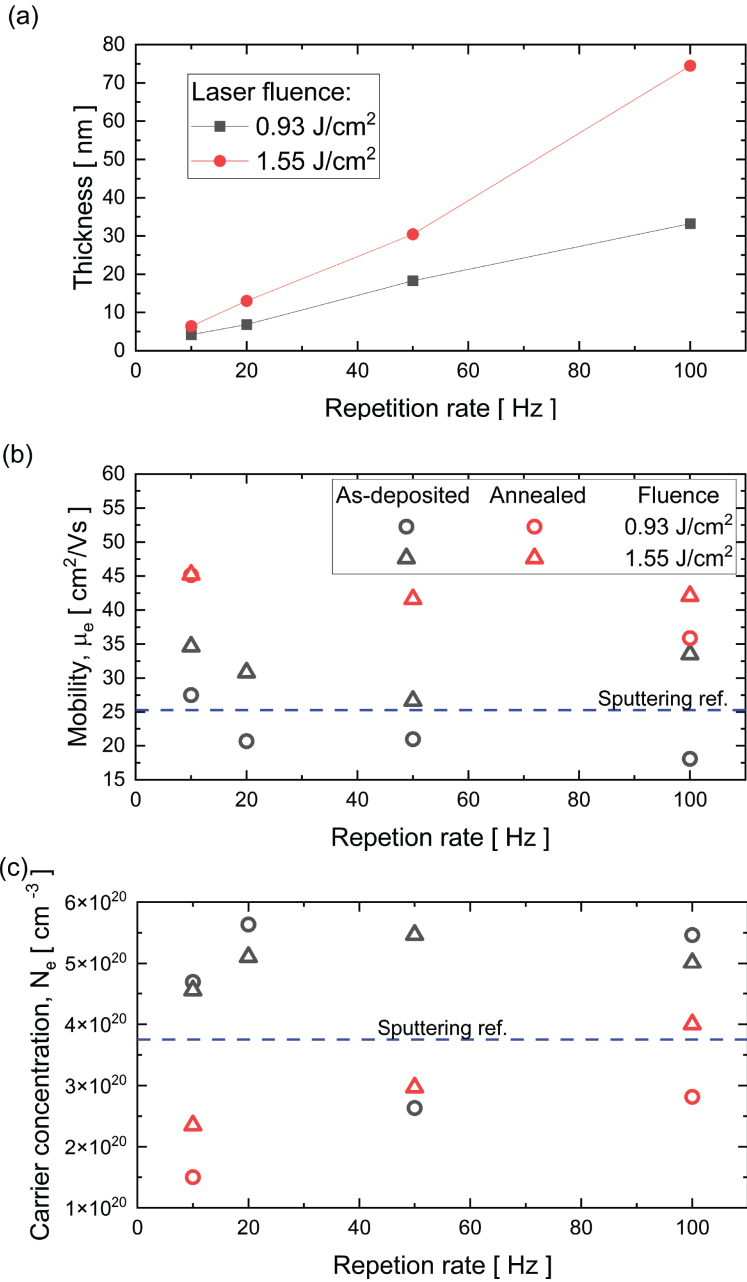 (a)
80
70
60
50
40
30
20
10
0
Thickness [ nm ]
Laser fluence:
0.93 J/cm²
1.55 J/cm²
0 20 40 60 80 100
Repetition rate [ Hz ]
(b)
60
55
50
45
40
35
30
25
20
15
Mobility, μₑ [ cm²/Vs ]
As-deposited Annealed Fluence
0.93 J/cm²
1.55 J/cm²
Sputtering ref.
0 20 40 60 80 100
Repetion rate [ Hz ]
(c)
6×10²⁰
5×10²⁰
4×10²⁰
3×10²⁰
2×10²⁰
1×10²⁰
Carrier concentration, Nₑ [ cm⁻³ ]
Sputtering ref.
0 20 40 60 80 100
Repetition rate [ Hz ]